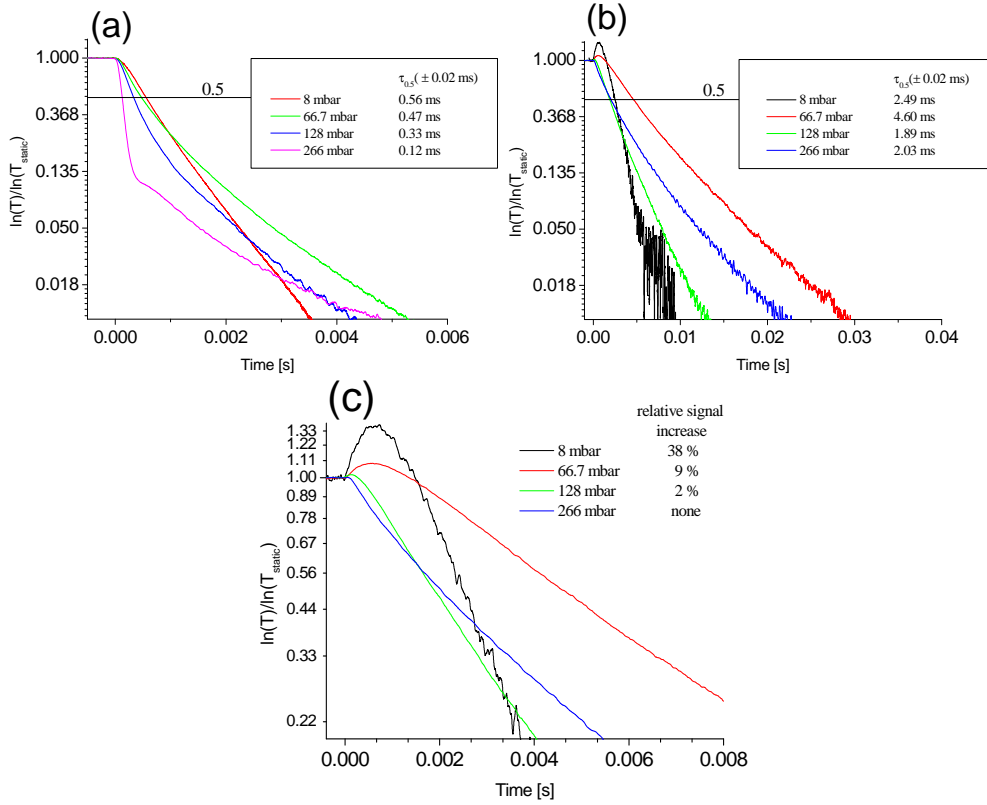 (a)
1.000
0.368
0.135
0.050
0.018
ln(T)/ln(T_static)
0.5
τ_0.5(± 0.02 ms)
8 mbar 0.56 ms
66.7 mbar 0.47 ms
128 mbar 0.33 ms
266 mbar 0.12 ms
0.000 0.002 0.004 0.006
Time [s]
(b)
1.000
0.368
0.135
0.050
0.018
ln(T)/ln(T_static)
0.5
τ_0.5(± 0.02 ms)
8 mbar 2.49 ms
66.7 mbar 4.60 ms
128 mbar 1.89 ms
266 mbar 2.03 ms
0.00 0.01 0.02 0.03 0.04
Time [s]
(c)
1.33
1.22
1.11
1.00
0.89
0.78
0.67
0.56
0.44
0.33
0.22
ln(T)/ln(T_static)
relative signal
increase
8 mbar 38 %
66.7 mbar 9 %
128 mbar 2 %
266 mbar none
0.000 0.002 0.004 0.006 0.008
Time [s]